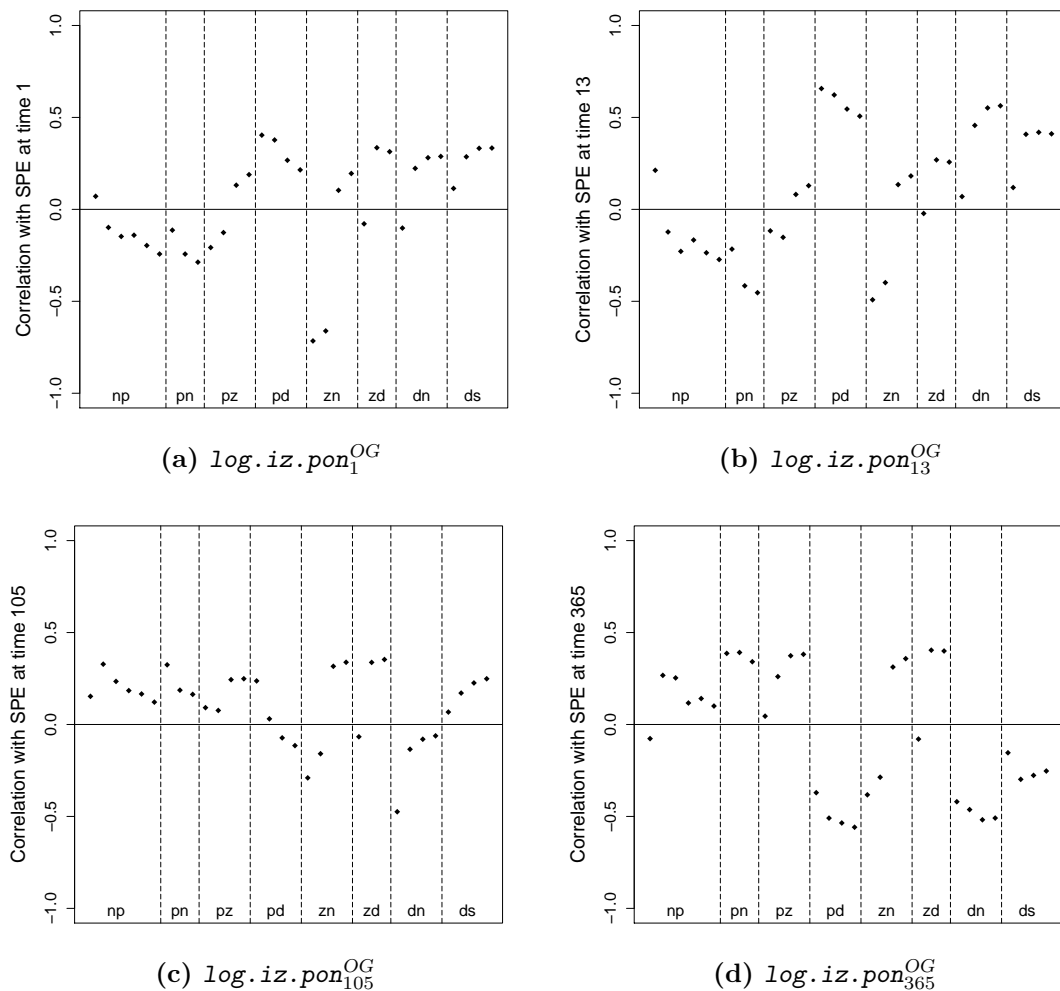 Correlation with SPE at time 1
1.0
0.5
0.0
−0.5
−1.0
np pn pz pd zn zd dn ds
(a) log.iz.pon₁^OG
Correlation with SPE at time 13
1.0
0.5
0.0
−0.5
−1.0
np pn pz pd zn zd dn ds
(b) log.iz.pon₁₃^OG
Correlation with SPE at time 105
1.0
0.5
0.0
−0.5
−1.0
np pn pz pd zn zd dn ds
(c) log.iz.pon₁₀₅^OG
Correlation with SPE at time 365
1.0
0.5
0.0
−0.5
−1.0
np pn pz pd zn zd dn ds
(d) log.iz.pon₃₆₅^OG